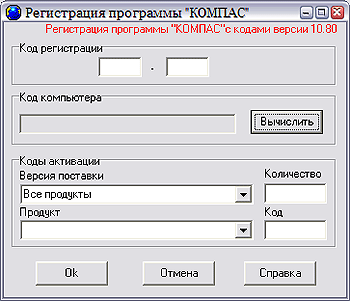 Регистрация программы "КОМПАС"
Регистрация программы "КОМПАС"с кодами версии 10.80
Код регистрации
.
Код компьютера
Вычислить
Коды активации
Версия поставки
Количество
Все продукты
Продукт
Код
Ok
Отмена
Справка